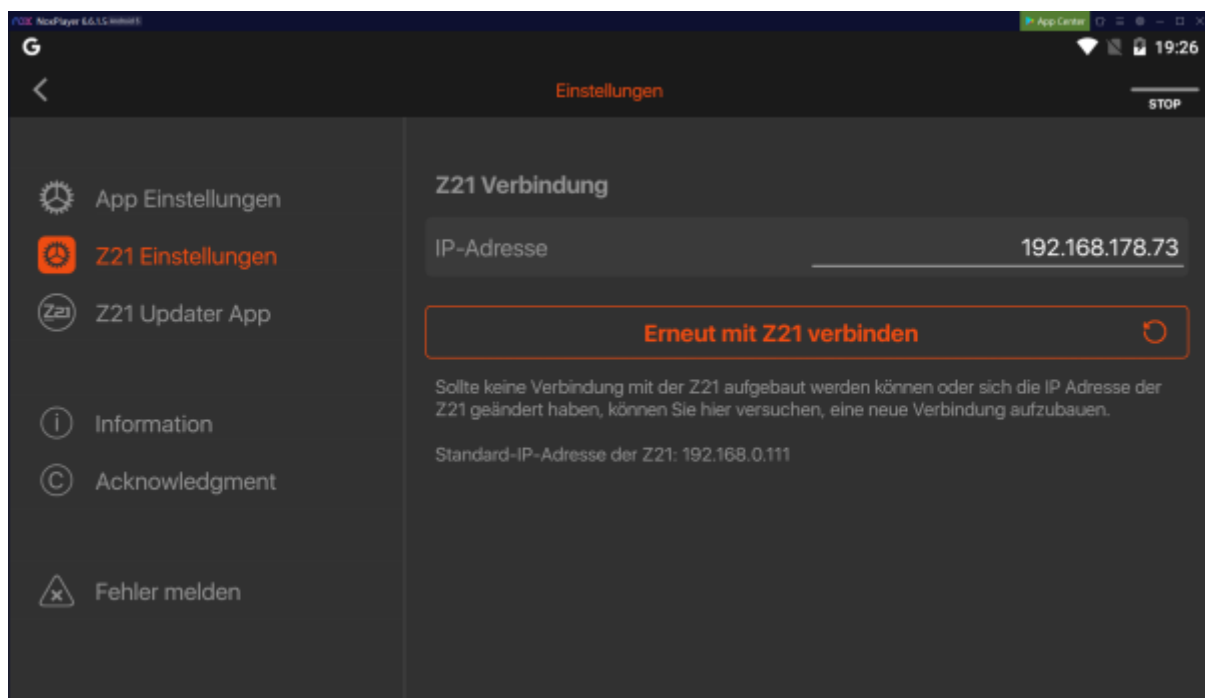 NOX NoxPlayer 6.6.1.5 Android 5
App Center
G
19:26
Einstellungen
STOP
App Einstellungen
Z21 Einstellungen
Z21 Updater App
Information
Acknowledgment
Fehler melden
Z21 Verbindung
IP-Adresse
192.168.178.73
Erneut mit Z21 verbinden
Sollte keine Verbindung mit der Z21 aufgebaut werden können oder sich die IP Adresse der
Z21 geändert haben, können Sie hier versuchen, eine neue Verbindung aufzubauen.
Standard-IP-Adresse der Z21: 192.168.0.111